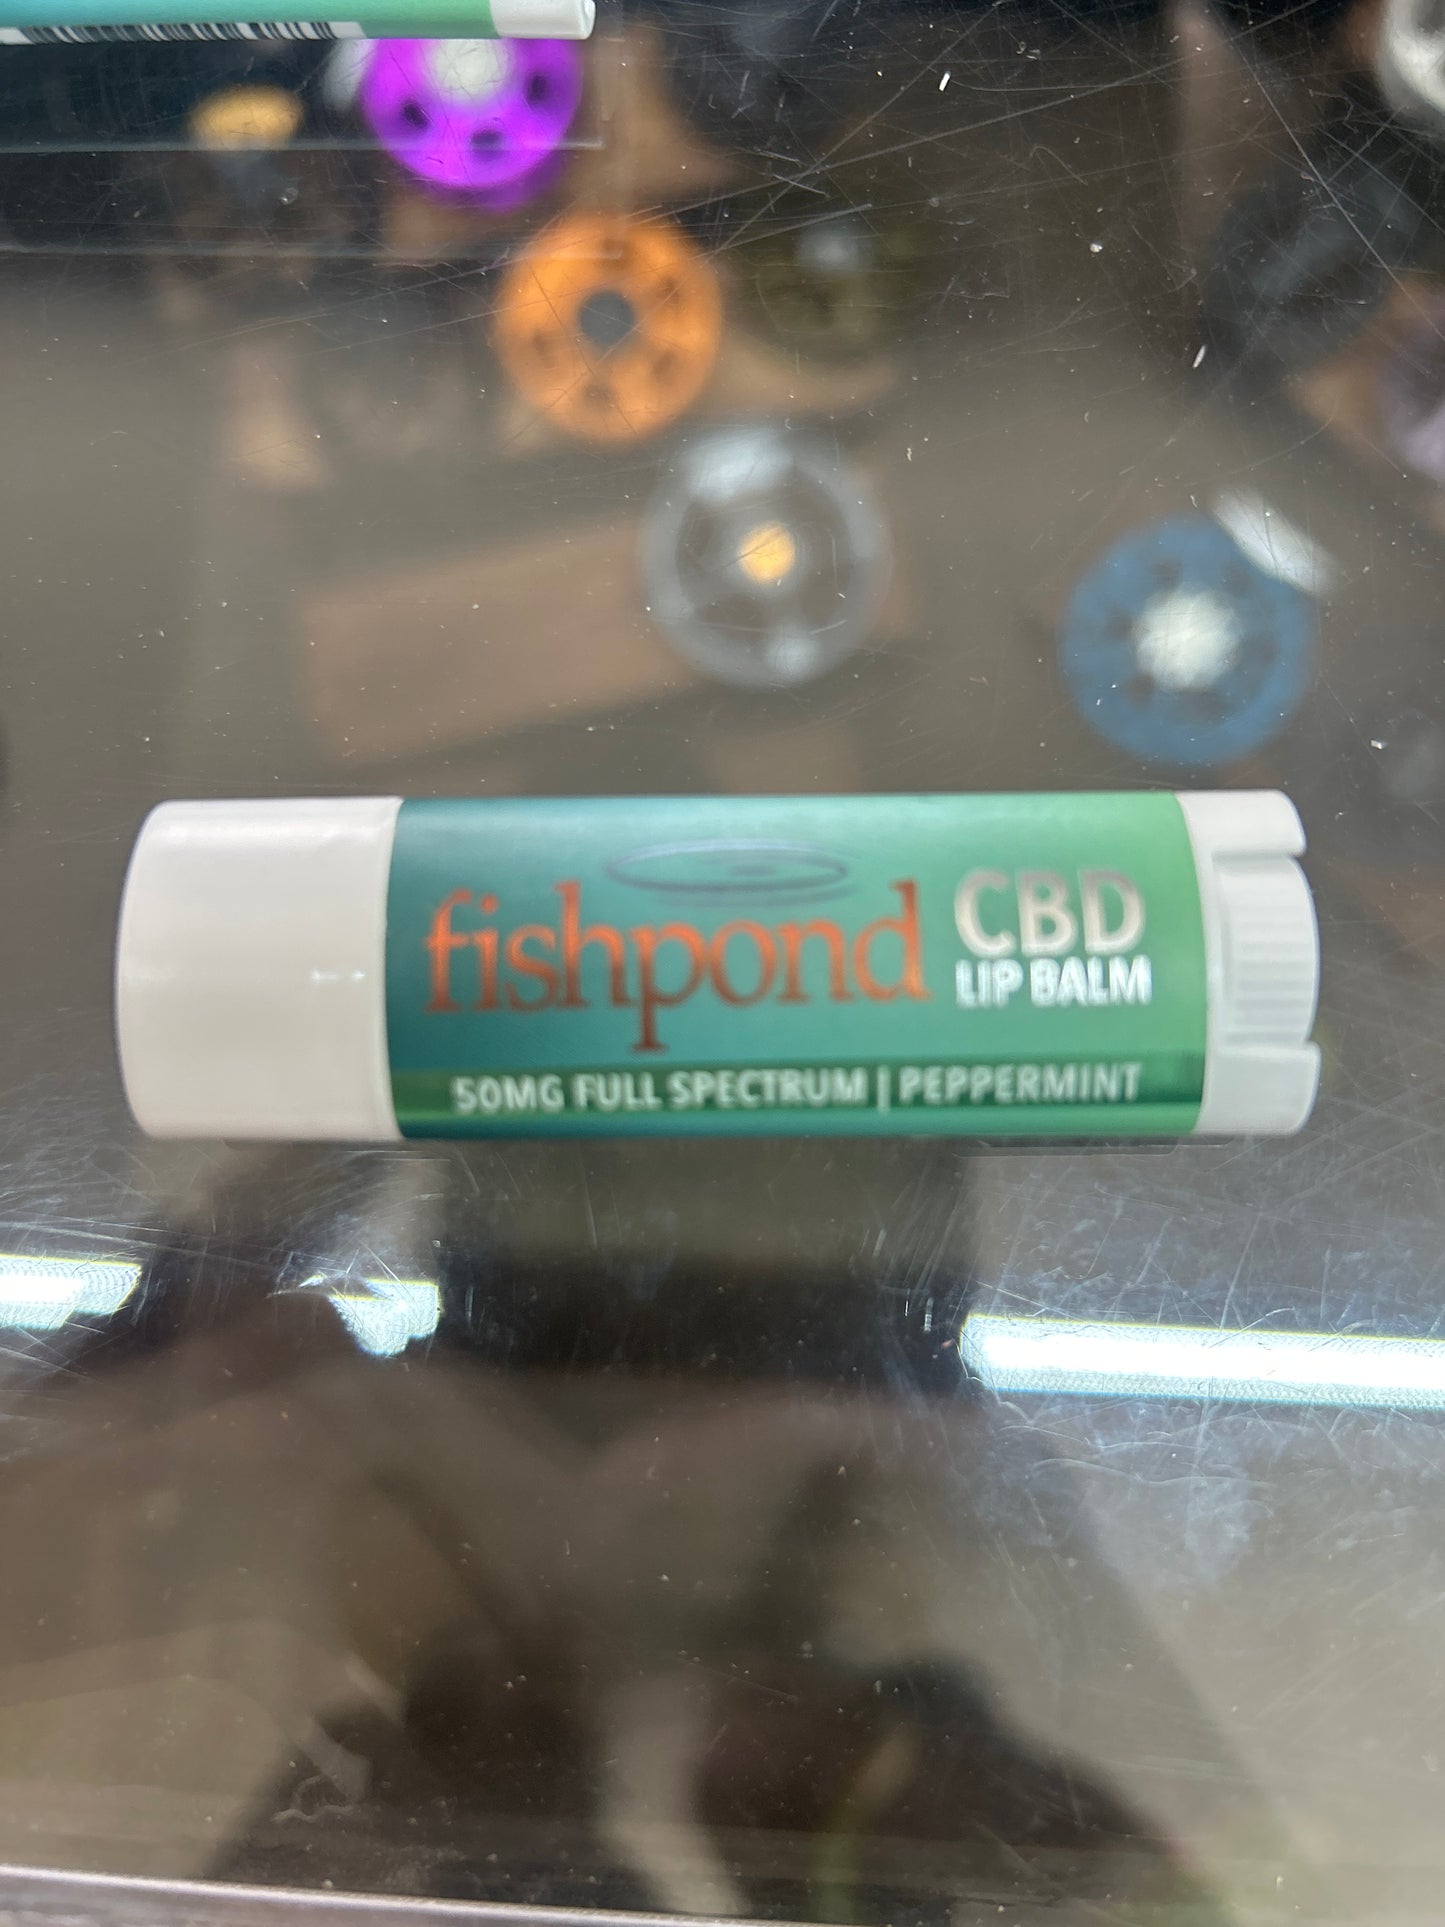 fishpond
CBD
LIP BALM
50MG FULL SPECTRUM | PEPPERMINT